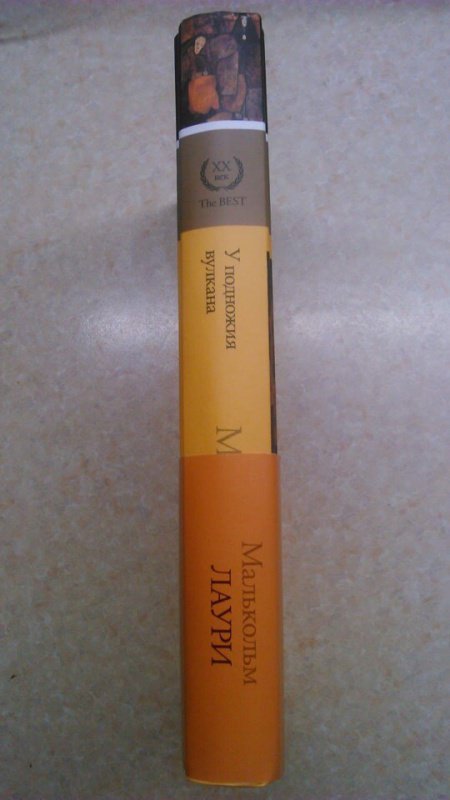 XX
век
The BEST
У подножия
вулкана
М
Малькольм
ЛАУРИ